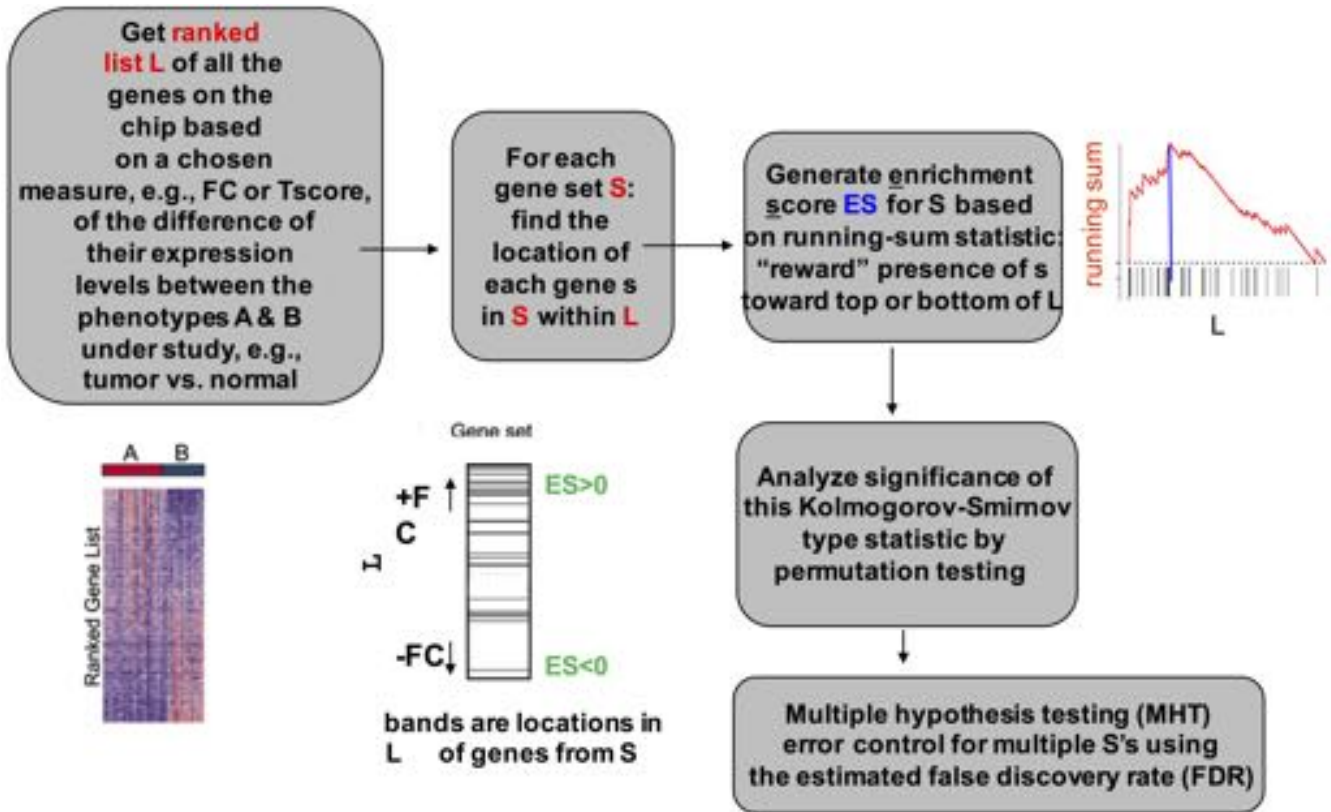 Get ranked
list L of all the
genes on the
chip based
on a chosen
measure, e.g., FC or Tscore,
of the difference of
their expression
levels between the
phenotypes A & B
under study, e.g.,
tumor vs. normal
For each
gene set S:
find the
location of
each gene s
in S within L
Generate enrichment
score ES for S based
on running-sum statistic:
“reward” presence of s
toward top or bottom of L
running sum
L
Analyze significance of
this Kolmogorov-Smirnov
type statistic by
permutation testing
Multiple hypothesis testing (MHT)
error control for multiple S's using
the estimated false discovery rate (FDR)
A B
Ranked Gene List
Gene set
+F
C
ES>0
L
-FC
ES<0
bands are locations in
L of genes from S